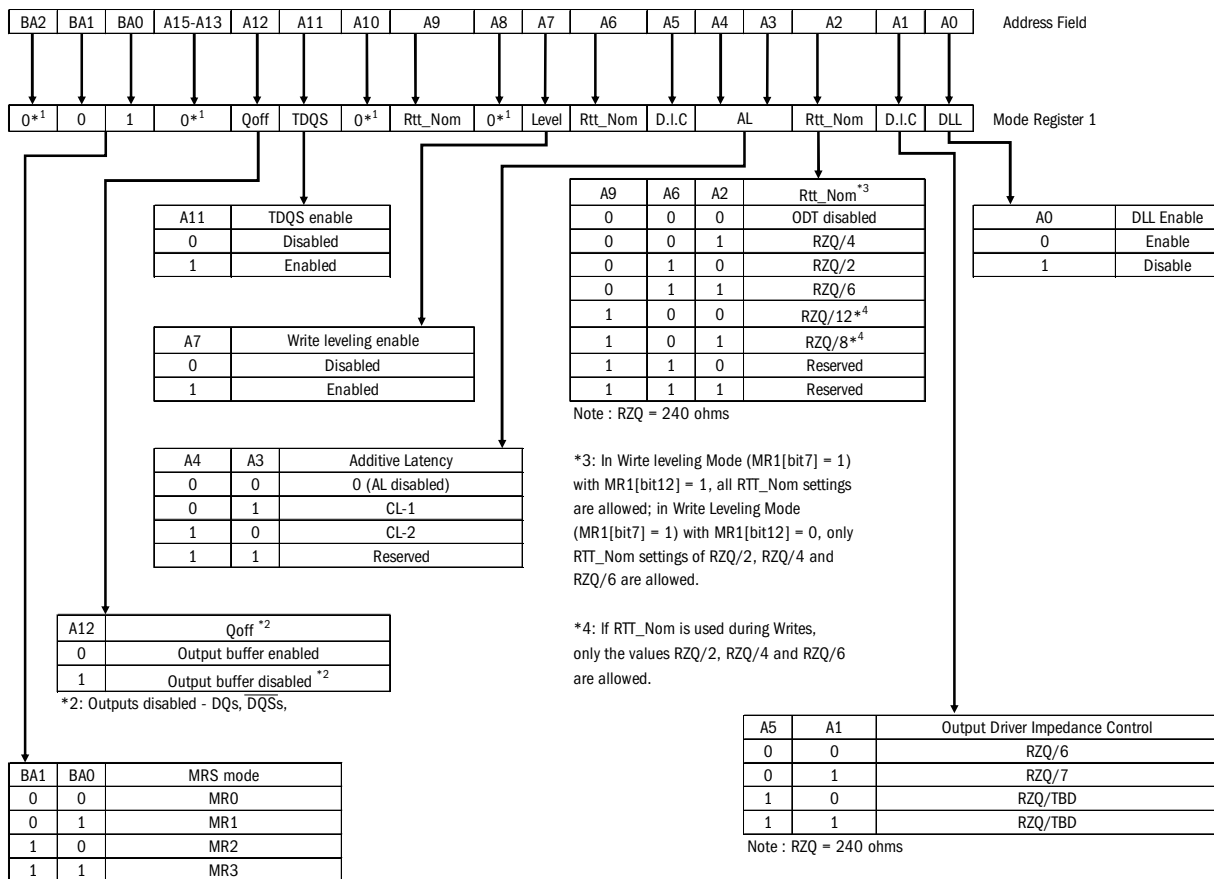 BA2 BA1 BA0 A15-A13 A12 A11 A10 A9 A8 A7 A6 A5 A4 A3 A2 A1 A0 Address Field
0*1 0 1 0*1 Qoff TDQS 0*1 Rtt_Nom 0*1 Level Rtt_Nom D.I.C AL Rtt_Nom D.I.C DLL Mode Register 1
A11 TDQS enable
0 Disabled
1 Enabled
A7 Write leveling enable
0 Disabled
1 Enabled
A4 A3 Additive Latency
0 0 0 (AL disabled)
0 1 CL-1
1 0 CL-2
1 1 Reserved
A12 Qoff *2
0 Output buffer enabled
1 Output buffer disabled *2
*2: Outputs disabled - DQs, DQSs,
BA1 BA0 MRS mode
0 0 MR0
0 1 MR1
1 0 MR2
1 1 MR3
A9 A6 A2 Rtt_Nom*3
0 0 0 ODT disabled
0 0 1 RZQ/4
0 1 0 RZQ/2
0 1 1 RZQ/6
1 0 0 RZQ/12*4
1 0 1 RZQ/8*4
1 1 0 Reserved
1 1 1 Reserved
Note : RZQ = 240 ohms
*3: In Wirte leveling Mode (MR1[bit7] = 1)
with MR1[bit12] = 1, all RTT_Nom settings
are allowed; in Write Leveling Mode
(MR1[bit7] = 1) with MR1[bit12] = 0, only
RTT_Nom settings of RZQ/2, RZQ/4 and
RZQ/6 are allowed.
*4: If RTT_Nom is used during Writes,
only the values RZQ/2, RZQ/4 and RZQ/6
are allowed.
A0 DLL Enable
0 Enable
1 Disable
A5 A1 Output Driver Impedance Control
0 0 RZQ/6
0 1 RZQ/7
1 0 RZQ/TBD
1 1 RZQ/TBD
Note : RZQ = 240 ohms